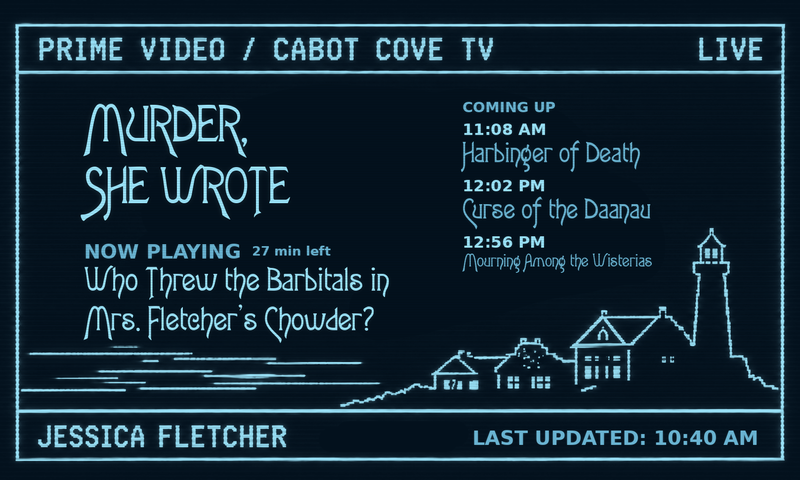 PRIME VIDEO / CABOT COVE TV
LIVE
MURDER,
SHE WROTE
NOW PLAYING 27 min left
Who Threw the Barbitals in
Mrs. Fletcher's Chowder?
COMING UP
11:08 AM
Harbinger of Death
12:02 PM
Curse of the Daanau
12:56 PM
Mourning Among the Wisterias
JESSICA FLETCHER
LAST UPDATED: 10:40 AM